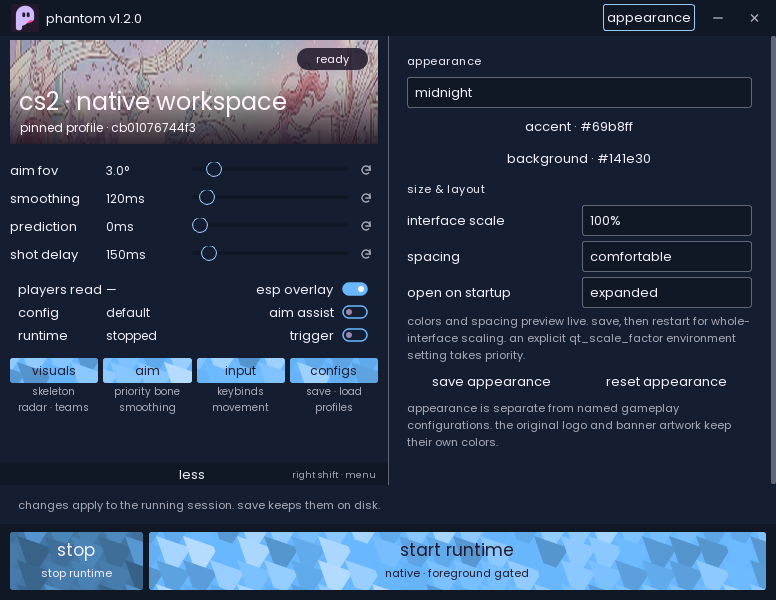 phantom v1.2.0
appearance
ready
cs2 · native workspace
pinned profile · cb01076744f3
aim fov 3.0°
smoothing 120ms
prediction 0ms
shot delay 150ms
players read — esp overlay
config default aim assist
runtime stopped trigger
visuals aim input configs
skeleton priority bone keybinds save · load
radar · teams smoothing movement profiles
less right shift · menu
appearance
midnight
accent · #69b8ff
background · #141e30
size & layout
interface scale 100%
spacing comfortable
open on startup expanded
colors and spacing preview live. save, then restart for whole-
interface scaling. an explicit qt_scale_factor environment
setting takes priority.
save appearance reset appearance
appearance is separate from named gameplay
configurations. the original logo and banner artwork keep
their own colors.
changes apply to the running session. save keeps them on disk.
stop start runtime
stop runtime native · foreground gated